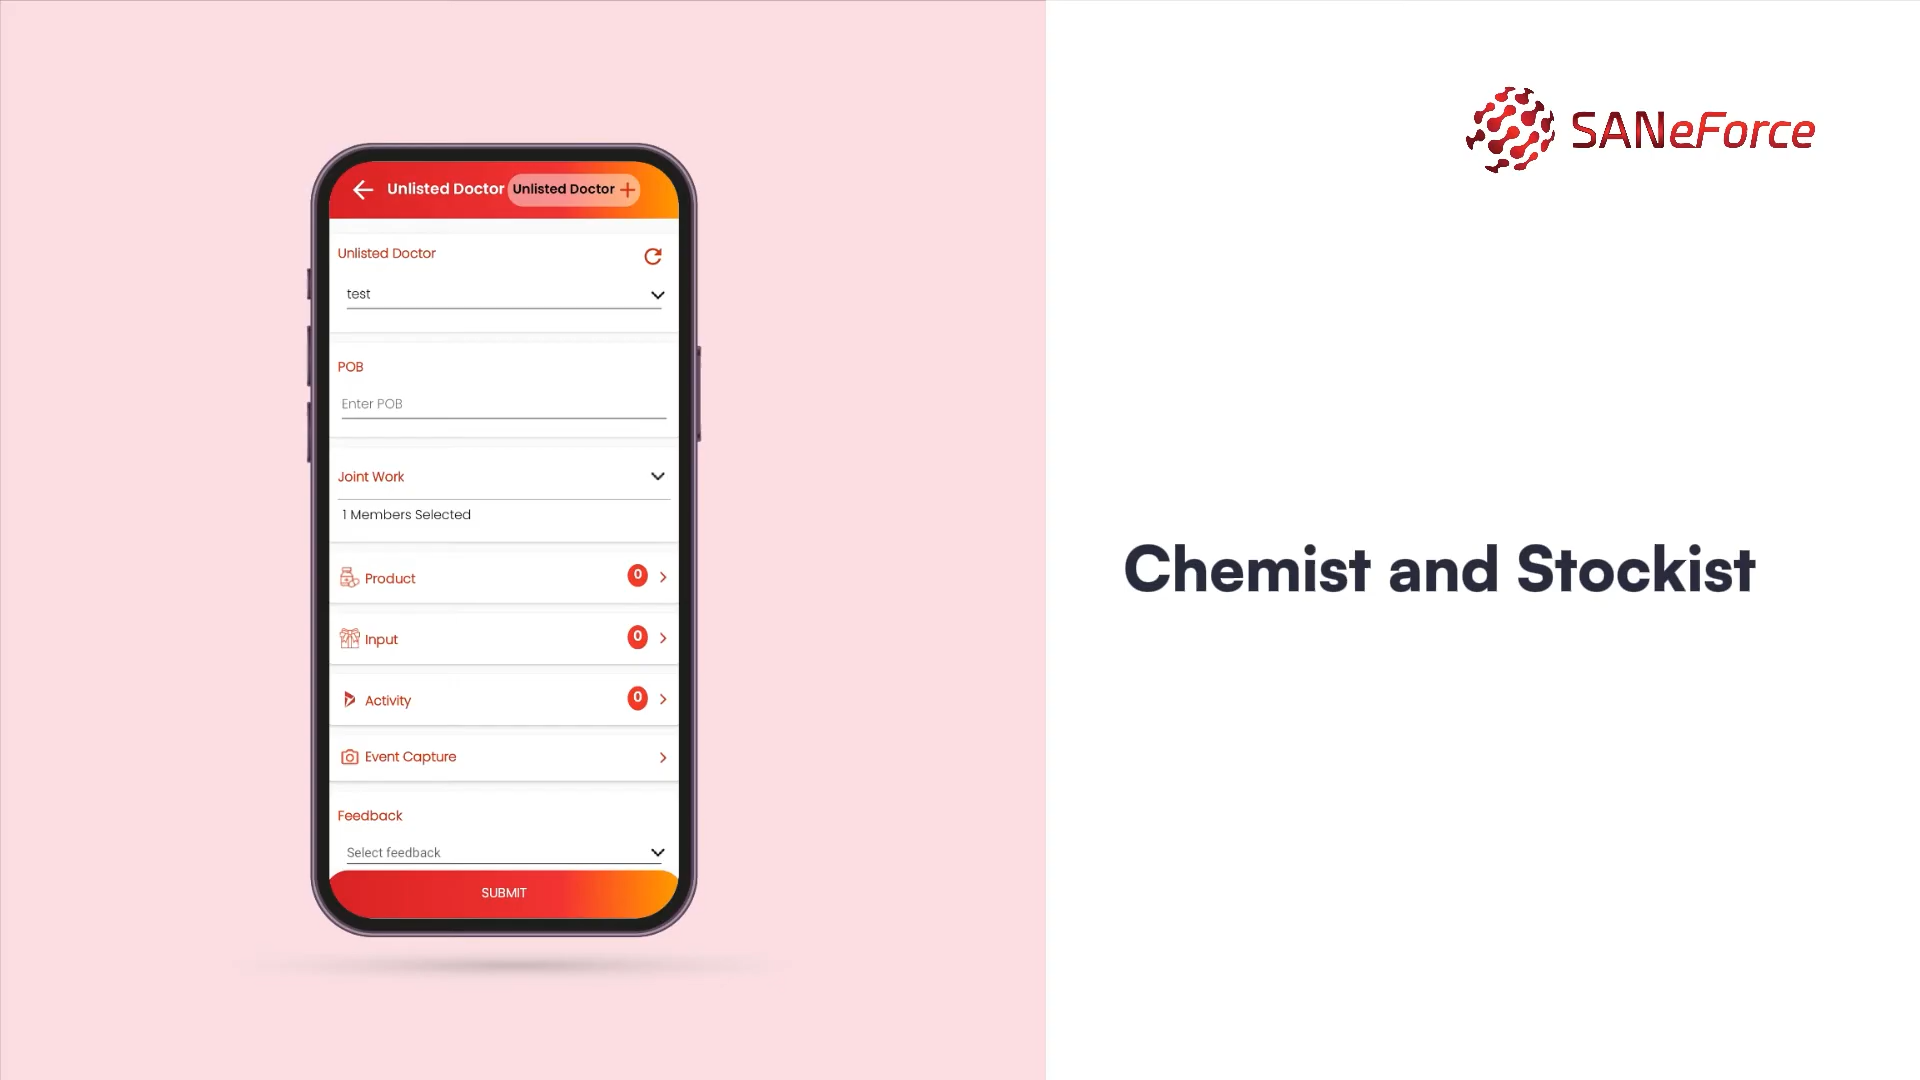 Unlisted Doctor Unlisted Doctor +
Unlisted Doctor
test
POB
Enter POB
Joint Work
1 Members Selected
Product 0
Input 0
Activity 0
Event Capture
Feedback
Select feedback
SUBMIT
SANeForce
Chemist and Stockist